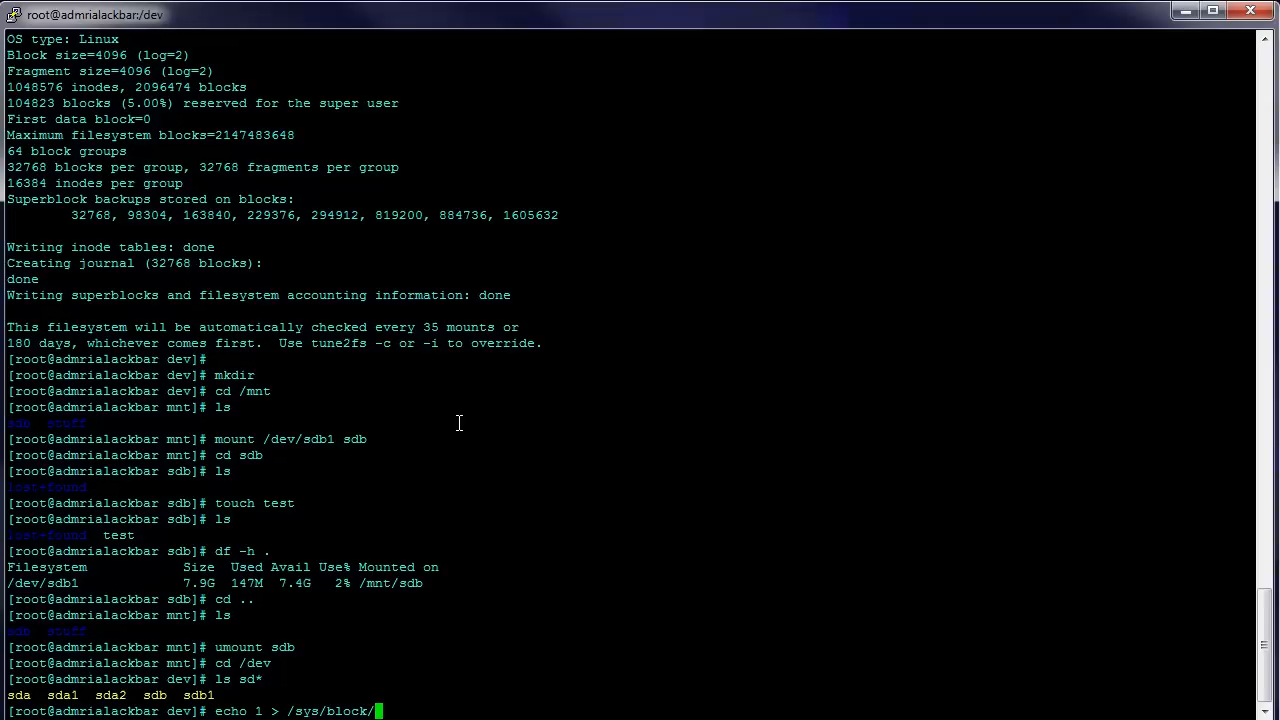 root@admrialackbar:/dev
OS type: Linux
Block size=4096 (log=2)
Fragment size=4096 (log=2)
1048576 inodes, 2096474 blocks
104823 blocks (5.00%) reserved for the super user
First data block=0
Maximum filesystem blocks=2147483648
64 block groups
32768 blocks per group, 32768 fragments per group
16384 inodes per group
Superblock backups stored on blocks:
32768, 98304, 163840, 229376, 294912, 819200, 884736, 1605632
Writing inode tables: done
Creating journal (32768 blocks):
done
Writing superblocks and filesystem accounting information: done
This filesystem will be automatically checked every 35 mounts or
180 days, whichever comes first.  Use tune2fs -c or -i to override.
[root@admrialackbar dev]#
[root@admrialackbar dev]# mkdir
[root@admrialackbar dev]# cd /mnt
[root@admrialackbar mnt]# ls
sdb  stuff
[root@admrialackbar mnt]# mount /dev/sdb1 sdb
[root@admrialackbar mnt]# cd sdb
[root@admrialackbar sdb]# ls
lost+found
[root@admrialackbar sdb]# touch test
[root@admrialackbar sdb]# ls
lost+found  test
[root@admrialackbar sdb]# df -h .
Filesystem            Size  Used Avail Use% Mounted on
/dev/sdb1             7.9G  147M  7.4G   2% /mnt/sdb
[root@admrialackbar sdb]# cd ..
[root@admrialackbar mnt]# ls
sdb  stuff
[root@admrialackbar mnt]# umount sdb
[root@admrialackbar mnt]# cd /dev
[root@admrialackbar dev]# ls sd*
sda  sda1  sda2  sdb  sdb1
[root@admrialackbar dev]# echo 1 > /sys/block/